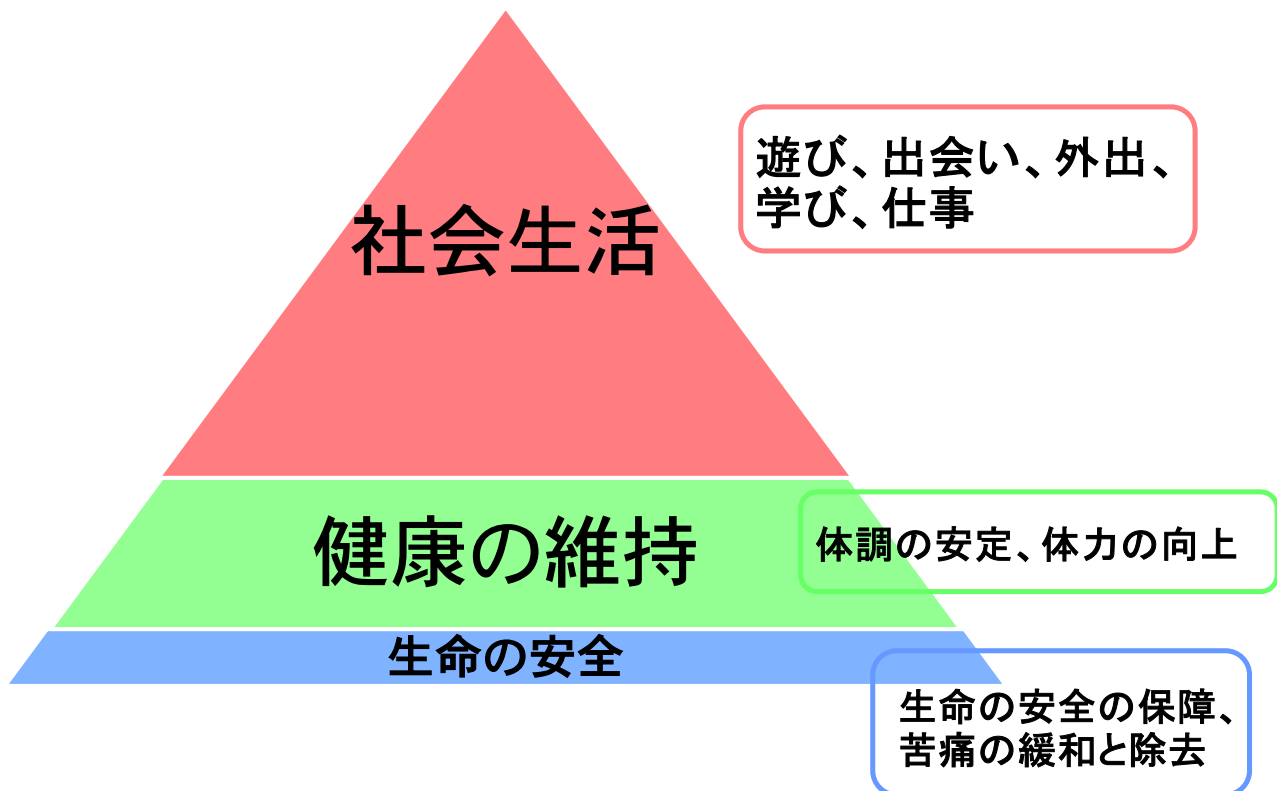 社会生活
遊び、出会い、外出、
学び、仕事
健康の維持
体調の安定、体力の向上
生命の安全
生命の安全の保障、
苦痛の緩和と除去